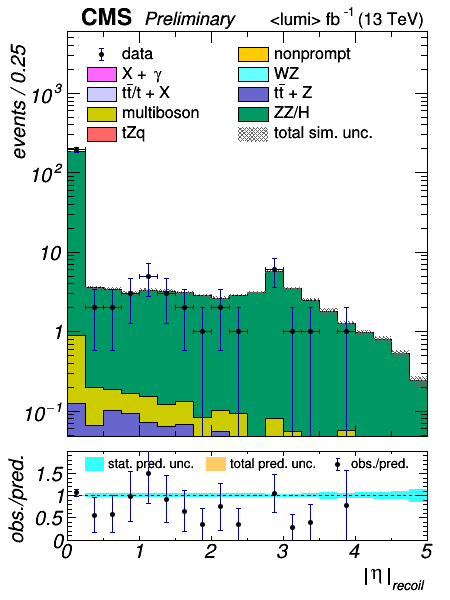 CMS Preliminary <lumi> fb⁻¹ (13 TeV)
events / 0.25
data
nonprompt
X + γ
WZ
tt̄/t + X
tt̄ + Z
multiboson
ZZ/H
tZq
total sim. unc.
10³
10²
10
1
10⁻¹
obs./pred.
stat. pred. unc.
total pred. unc.
obs./pred.
1.5
1
0.5
0
0 1 2 3 4 5
|η|recoil